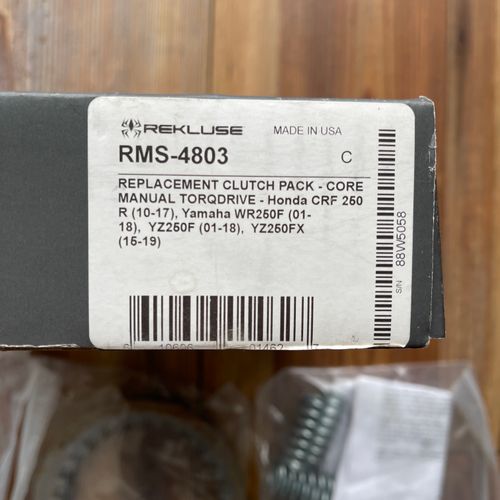 REKLUSE MADE IN USA
RMS-4803 C
REPLACEMENT CLUTCH PACK - CORE
MANUAL TORQDRIVE - Honda CRF 250
R (10-17), Yamaha WR250F (01-
18), YZ250F (01-18), YZ250FX
(15-19)
S/N 88W5058